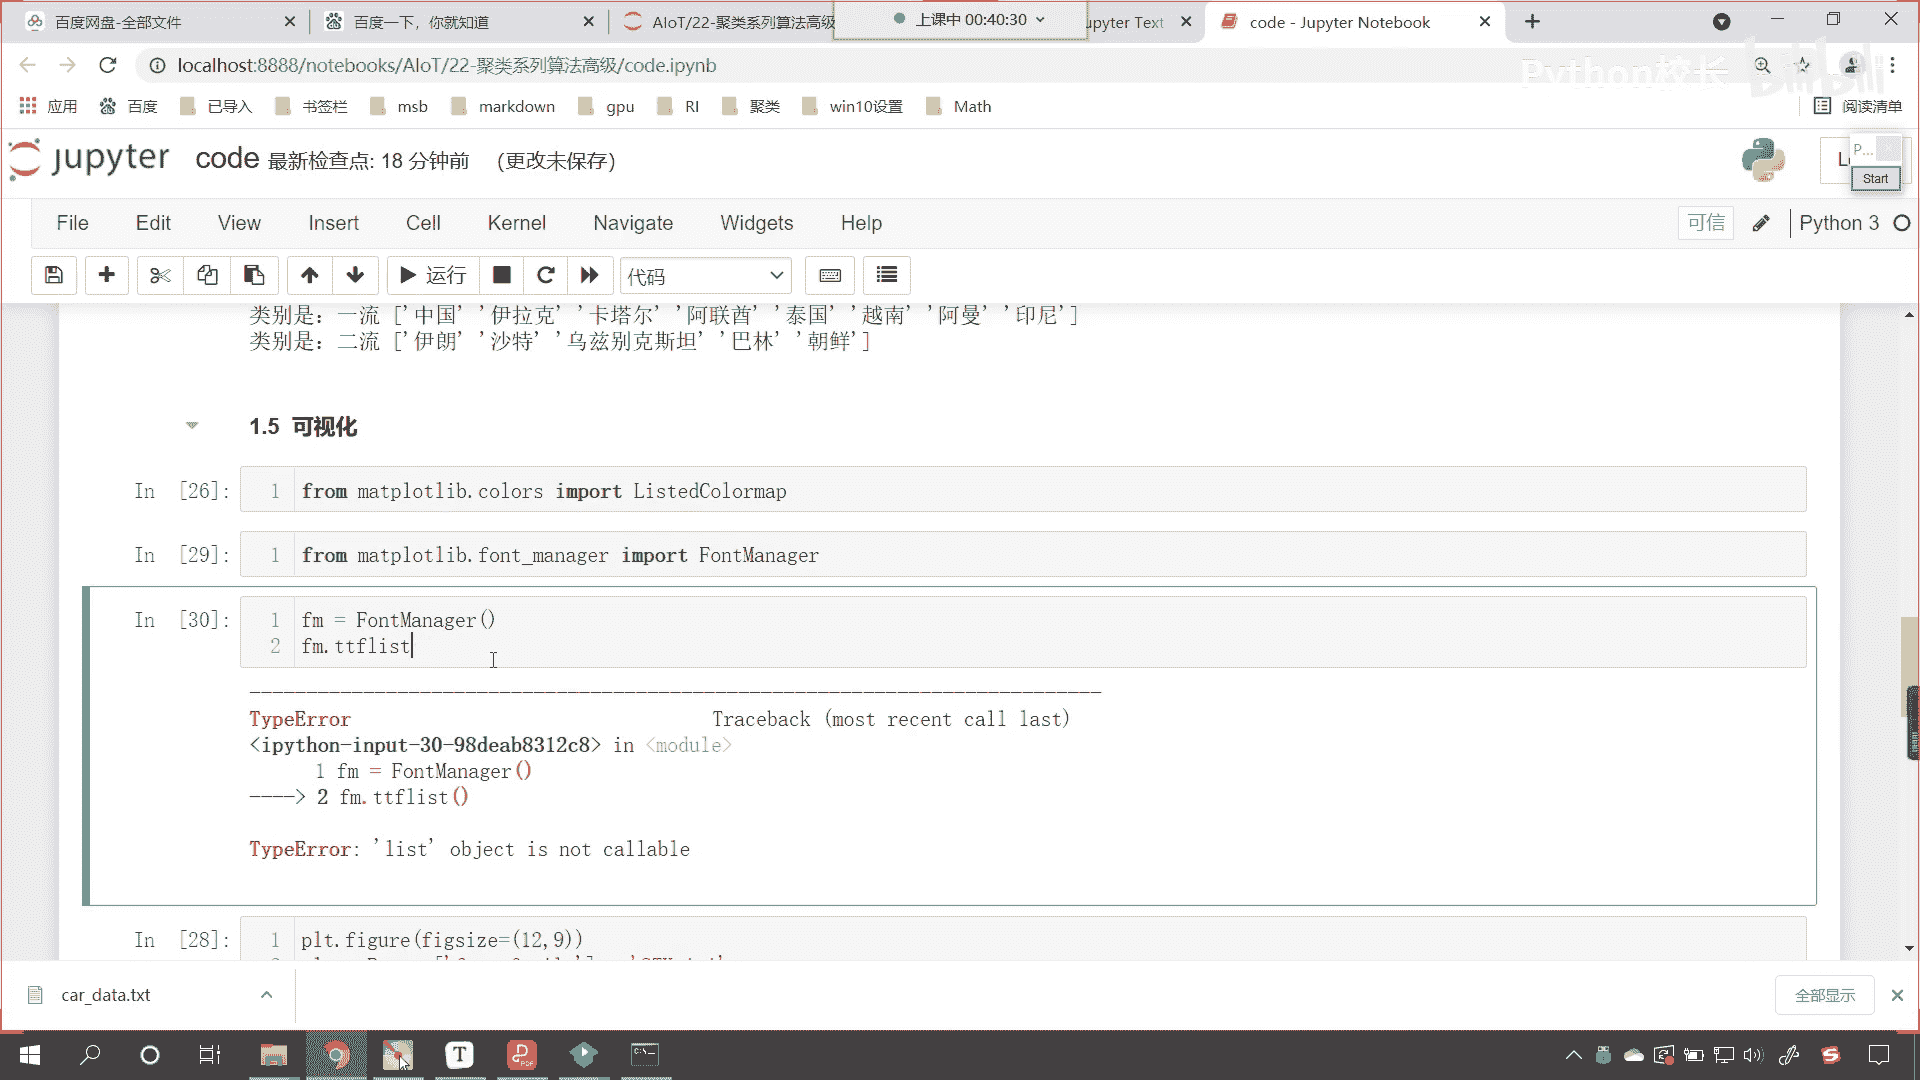 百度网盘-全部文件
百度一下，你就知道
AIoT/22-聚类系列算法高级
上课中 00:40:30
upyter Text
code - Jupyter Notebook
localhost:8888/notebooks/AIoT/22-聚类系列算法高级/code.ipynb
Python校长
bilibili
应用 百度 已导入 书签栏 msb markdown gpu RI 聚类 win10设置 Math 阅读清单
jupyter code 最新检查点: 18 分钟前 (更改未保存)
P...
Start
File Edit View Insert Cell Kernel Navigate Widgets Help 可信 Python 3
运行 代码
类别是：一流 ['中国' '伊拉克' '卡塔尔' '阿联酋' '泰国' '越南' '阿曼' '印尼']
类别是：二流 ['伊朗' '沙特' '乌兹别克斯坦' '巴林' '朝鲜']
1.5 可视化
In [26]: 1 from matplotlib.colors import ListedColormap
In [29]: 1 from matplotlib.font_manager import FontManager
In [30]: 1 fm = FontManager()
2 fm.ttflist
TypeError Traceback (most recent call last)
<ipython-input-30-98deab8312c8> in <module>
1 fm = FontManager()
----> 2 fm.ttflist()
TypeError: 'list' object is not callable
In [28]: 1 plt.figure(figsize=(12,9))
car_data.txt
全部显示